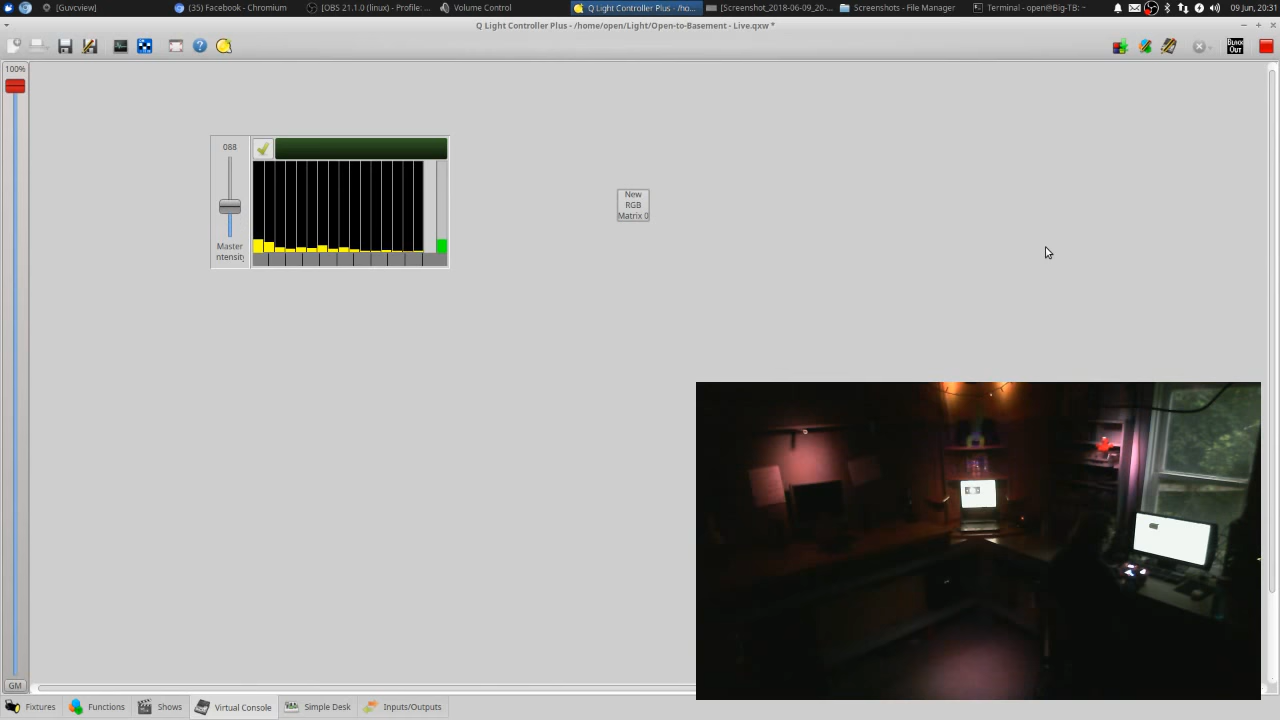 [Guvcview]
(35) Facebook - Chromium
[OBS 21.1.0 (linux) - Profile: ...
Volume Control
Q Light Controller Plus - /ho...
[Screenshot_2018-06-09_20-...
Screenshots - File Manager
Terminal - open@Big-TB: ~
09 Jun, 20:31
Q Light Controller Plus - /home/open/Light/Open-to-Basement - Live.qxw *
BLACK
OUT
100%
088
Master
ntensity
New
RGB
Matrix 0
GM
Fixtures
Functions
Shows
Virtual Console
Simple Desk
Inputs/Outputs